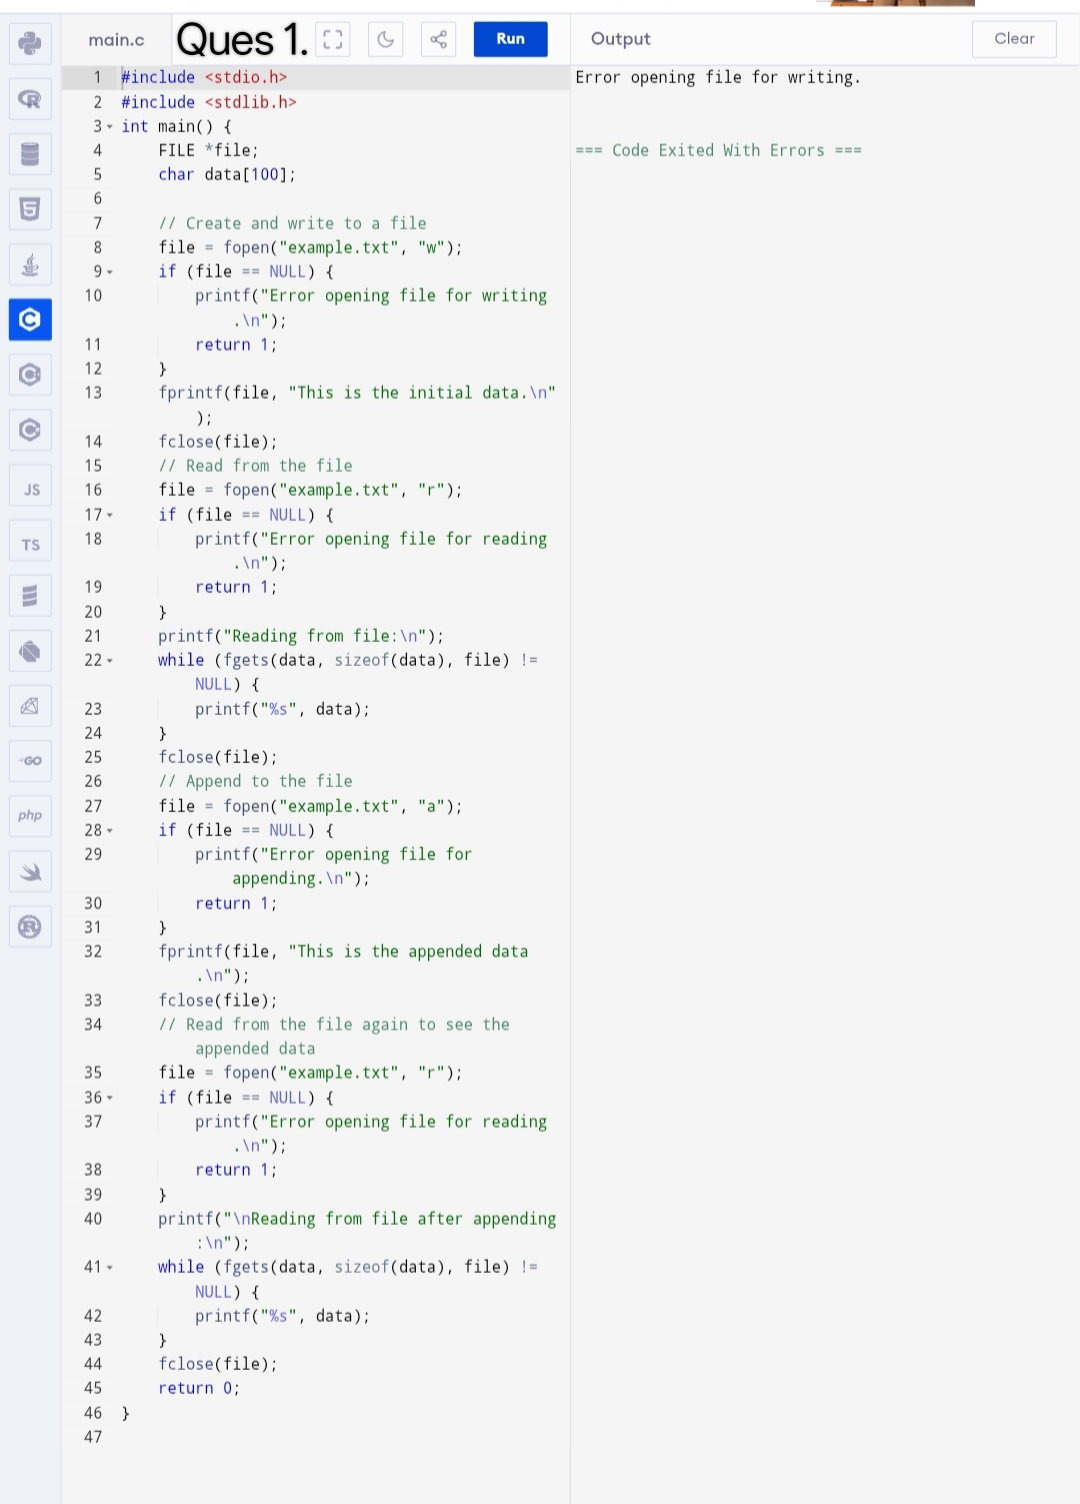 main.c Ques 1. Run Output Clear
1 #include <stdio.h>
2 #include <stdlib.h>
3 int main() {
4 FILE *file;
5 char data[100];
6
7 // Create and write to a file
8 file = fopen("example.txt", "w");
9 if (file == NULL) {
10 printf("Error opening file for writing
.\n");
11 return 1;
12 }
13 fprintf(file, "This is the initial data.\n"
);
14 fclose(file);
15 // Read from the file
16 file = fopen("example.txt", "r");
17 if (file == NULL) {
18 printf("Error opening file for reading
.\n");
19 return 1;
20 }
21 printf("Reading from file:\n");
22 while (fgets(data, sizeof(data), file) !=
NULL) {
23 printf("%s", data);
24 }
25 fclose(file);
26 // Append to the file
27 file = fopen("example.txt", "a");
28 if (file == NULL) {
29 printf("Error opening file for
appending.\n");
30 return 1;
31 }
32 fprintf(file, "This is the appended data
.\n");
33 fclose(file);
34 // Read from the file again to see the
appended data
35 file = fopen("example.txt", "r");
36 if (file == NULL) {
37 printf("Error opening file for reading
.\n");
38 return 1;
39 }
40 printf("\nReading from file after appending
:\n");
41 while (fgets(data, sizeof(data), file) !=
NULL) {
42 printf("%s", data);
43 }
44 fclose(file);
45 return 0;
46 }
47
Error opening file for writing.
=== Code Exited With Errors ===
R
5
C
C
C
JS
TS
GO
php
R